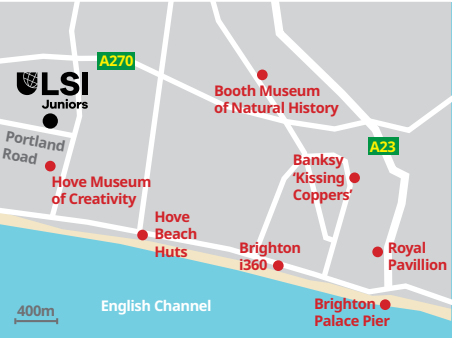 A270
LSI
Juniors
Portland
Road
Hove Museum
of Creativity
Booth Museum
of Natural History
A23
Banksy
‘Kissing
Coppers’
Hove
Beach
Huts
Brighton
i360
Royal
Pavillion
Brighton
Palace Pier
English Channel
400m